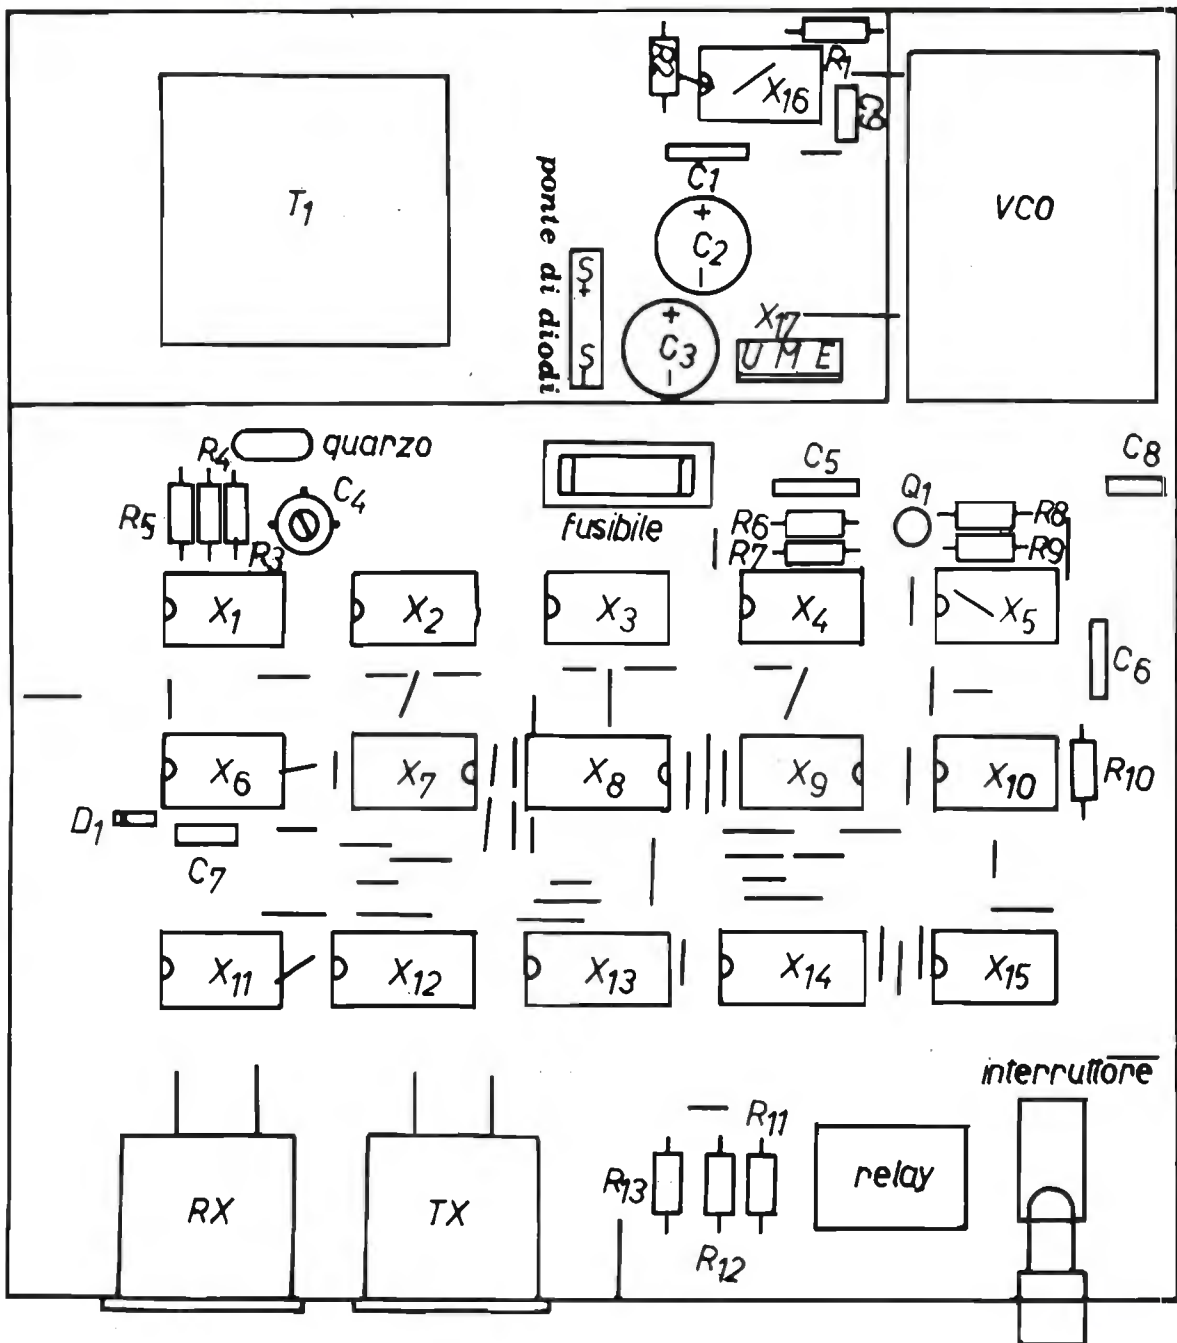 R2
X16
R1
C9
T1
ponte di diodi
C1
VCO
+
C2
–
S
+
S
–
+
C3
–
X17
U M E
R4
quarzo
R5
C4
R3
fusibile
C5
Q1
C8
R6
R8
R7
R9
X1
X2
X3
X4
X5
C6
X6
X7
X8
X9
X10
R10
D1
C7
X11
X12
X13
X14
X15
interruttore
R11
RX
TX
R13
relay
R12